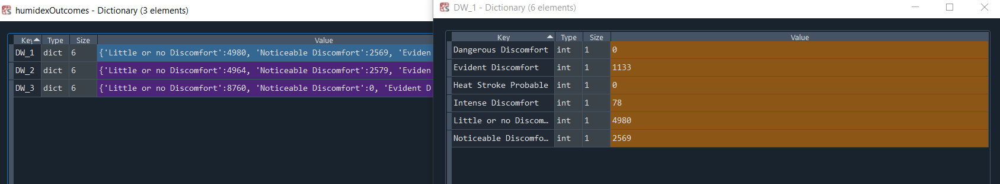 humidexOutcomes - Dictionary (3 elements)
Key Type Size Value
DW_1 dict 6 {'Little or no Discomfort':4980, 'Noticeable Discomfort':2569, 'Eviden
DW_2 dict 6 {'Little or no Discomfort':4964, 'Noticeable Discomfort':2579, 'Eviden
DW_3 dict 6 {'Little or no Discomfort':8760, 'Noticeable Discomfort':0, 'Evident D
DW_1 - Dictionary (6 elements)
Key Type Size Value
Dangerous Discomfort int 1 0
Evident Discomfort int 1 1133
Heat Stroke Probable int 1 0
Intense Discomfort int 1 78
Little or no Discom… int 1 4980
Noticeable Discomfo… int 1 2569